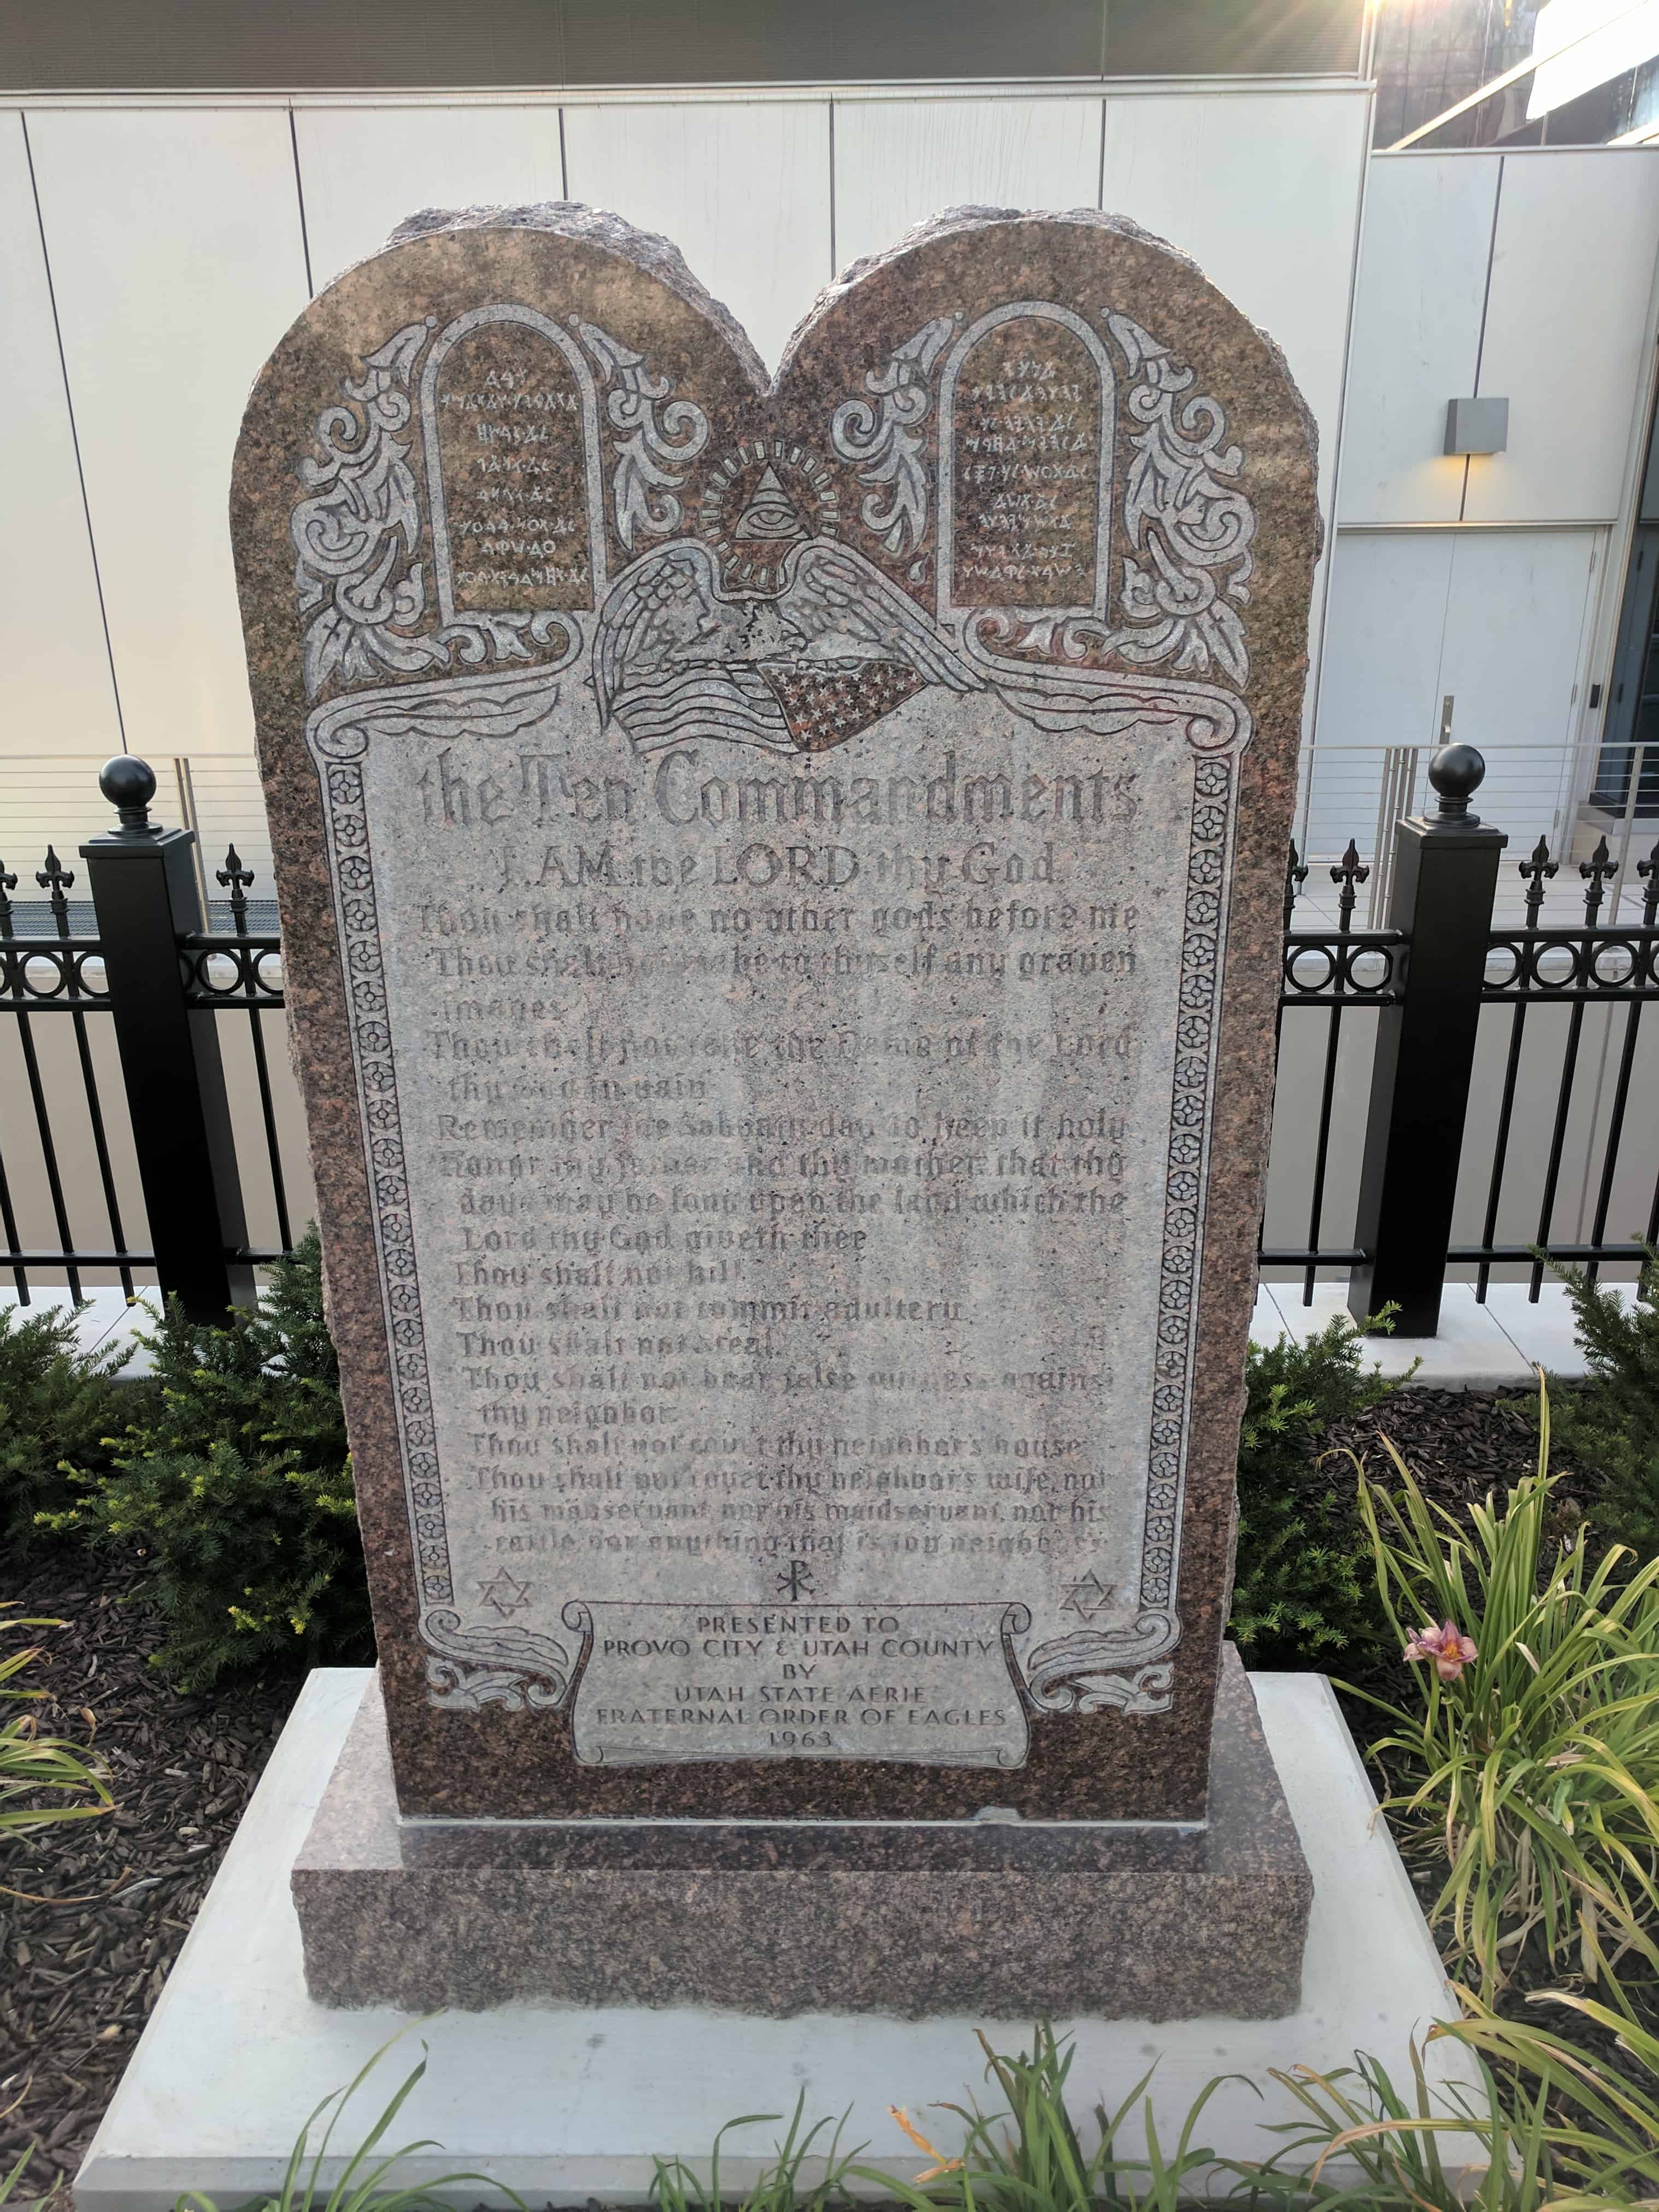 the Ten Commandments
I AM the LORD thy God
Thou shalt have no other gods before me
Thou shalt not make to thyself any graven
images
Thou shalt not take the Name of the Lord
thy God in vain
Remember the Sabbath day to keep it holy
Honor thy father and thy mother that thy
days may be long upon the land which the
Lord thy God giveth thee
Thou shalt not kill
Thou shalt not commit adultery
Thou shalt not steal
Thou shalt not bear false witness against
thy neighbor
Thou shalt not covet thy neighbor's house
Thou shalt not covet thy neighbor's wife, nor
his manservant nor his maidservant, nor his
cattle nor anything that is thy neighbor's
PRESENTED TO
PROVO CITY & UTAH COUNTY
BY
UTAH STATE AERIE
FRATERNAL ORDER OF EAGLES
1963